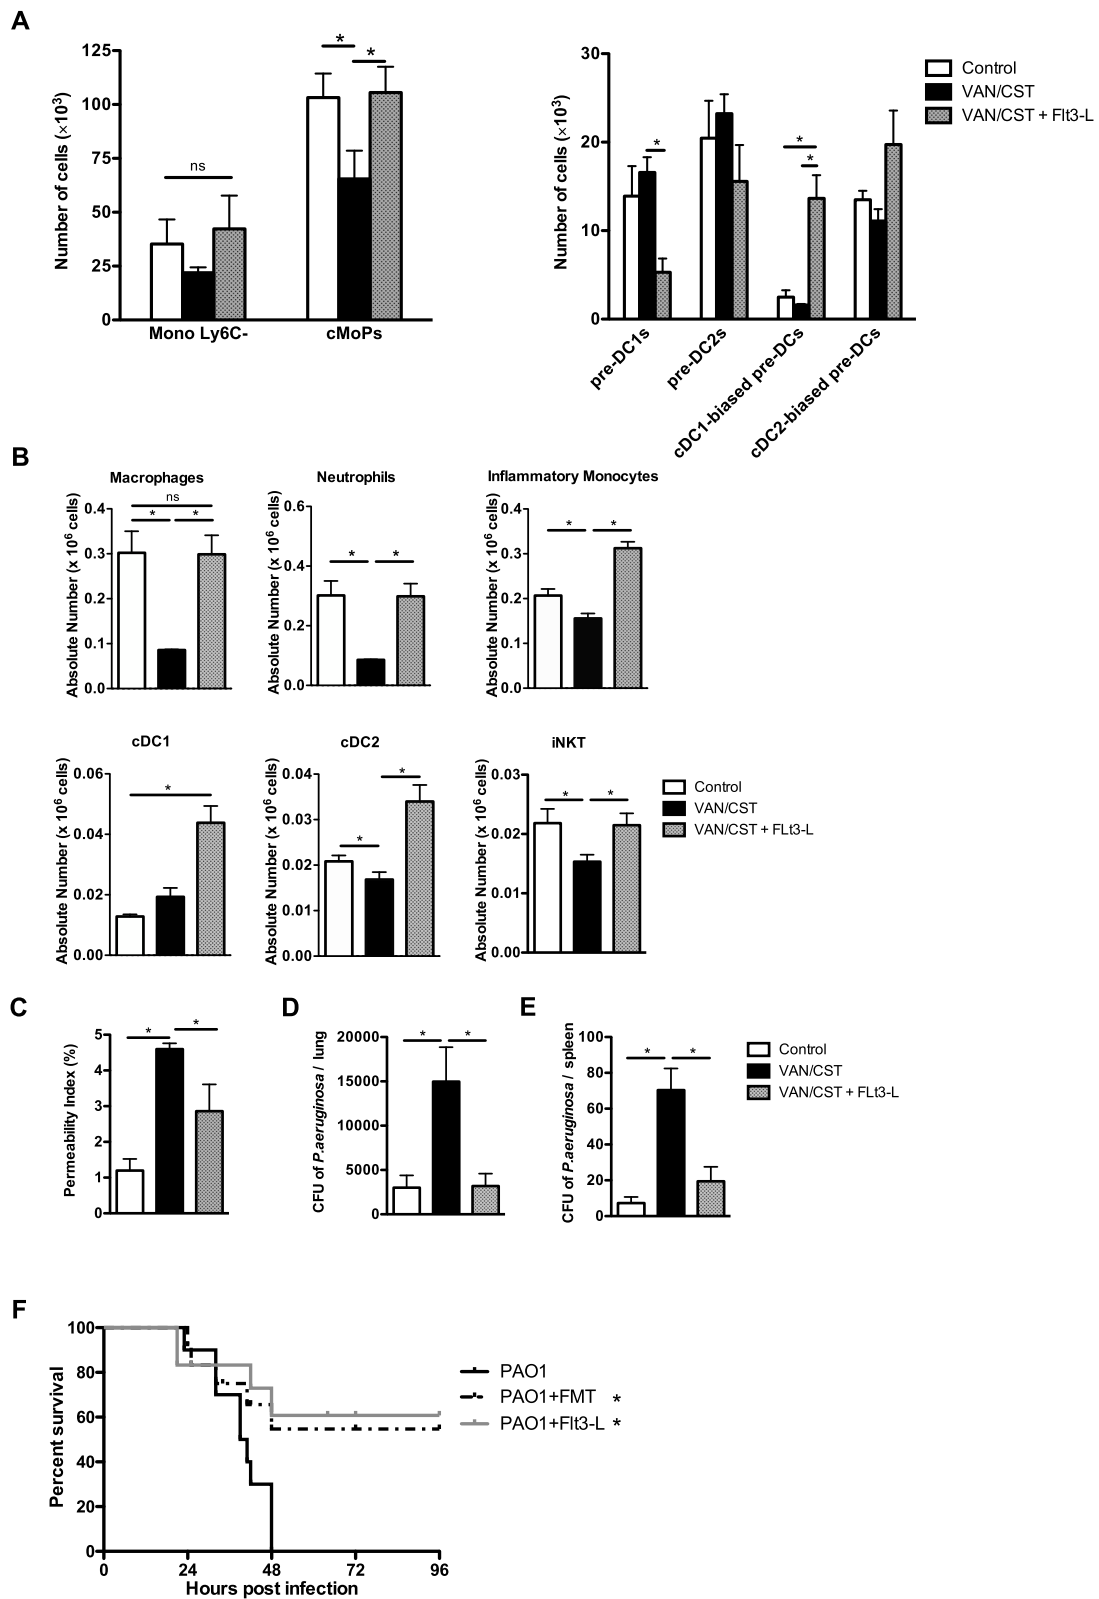 A
Number of cells (×10³)
125
100
75
50
25
0
ns
*
*
Mono Ly6C-
cMoPs
Number of cells (×10³)
30
20
10
0
*
*
*
pre-DC1s
pre-DC2s
cDC1-biased pre-DCs
cDC2-biased pre-DCs
Control
VAN/CST
VAN/CST + Flt3-L
B
Macrophages
Absolute Number (x 10⁶ cells)
0.4
0.3
0.2
0.1
0.0
ns
*
*
Neutrophils
Absolute Number (x 10⁶ cells)
0.6
0.4
0.2
0.0
*
*
Inflammatory Monocytes
Absolute Number (x 10⁶ cells)
0.4
0.3
0.2
0.1
0.0
*
*
cDC1
Absolute Number (x 10⁶ cells)
0.06
0.04
0.02
0.00
*
cDC2
Absolute Number (x 10⁶ cells)
0.04
0.03
0.02
0.01
0.00
*
*
iNKT
Absolute Number (x 10⁶ cells)
0.03
0.02
0.01
0.00
*
*
Control
VAN/CST
VAN/CST + FLt3-L
C
Permeability Index (%)
5
4
3
2
1
0
*
*
D
CFU of P.aeruginosa / lung
20000
15000
10000
5000
0
*
*
E
CFU of P.aeruginosa / spleen
100
80
60
40
20
0
*
*
Control
VAN/CST
VAN/CST + FLt3-L
F
Percent survival
100
80
60
40
20
0
0
24
48
72
96
Hours post infection
PAO1
PAO1+FMT *
PAO1+Flt3-L *